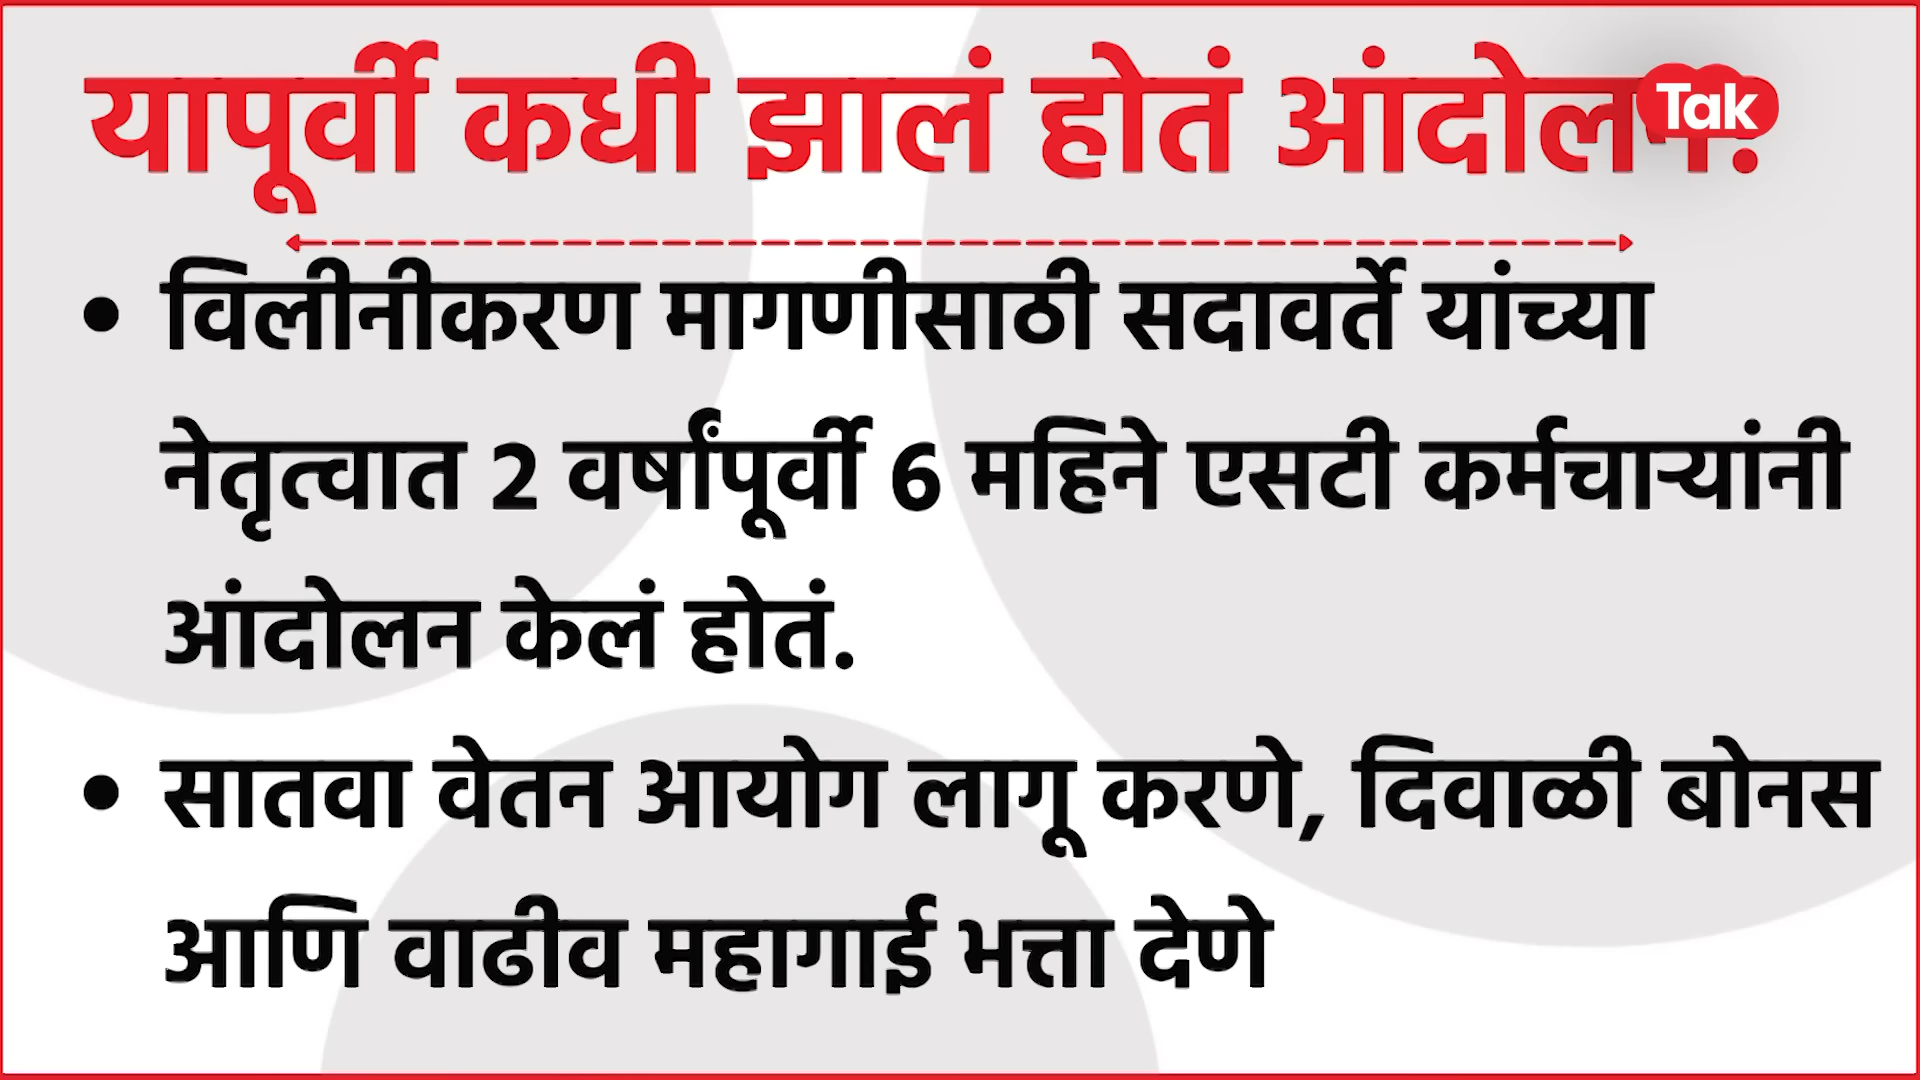 यापूर्वी कधी झालं होतं आंदोलन?
Tak
• विलीनीकरण मागणीसाठी सदावर्ते यांच्या
नेतृत्वात 2 वर्षांपूर्वी 6 महिने एसटी कर्मचाऱ्यांनी
आंदोलन केलं होतं.
• सातवा वेतन आयोग लागू करणे, दिवाळी बोनस
आणि वाढीव महागाई भत्ता देणे